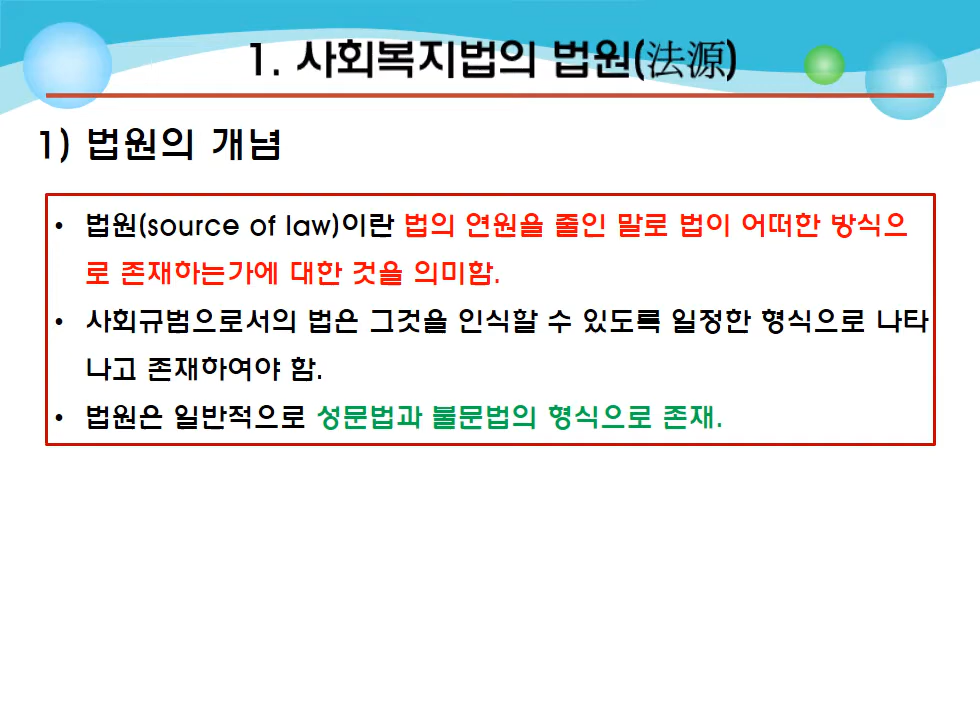 1. 사회복지법의 법원(法源)
1) 법원의 개념
• 법원(source of law)이란 법의 연원을 줄인 말로 법이 어떠한 방식으
로 존재하는가에 대한 것을 의미함.
• 사회규범으로서의 법은 그것을 인식할 수 있도록 일정한 형식으로 나타
나고 존재하여야 함.
• 법원은 일반적으로 성문법과 불문법의 형식으로 존재.